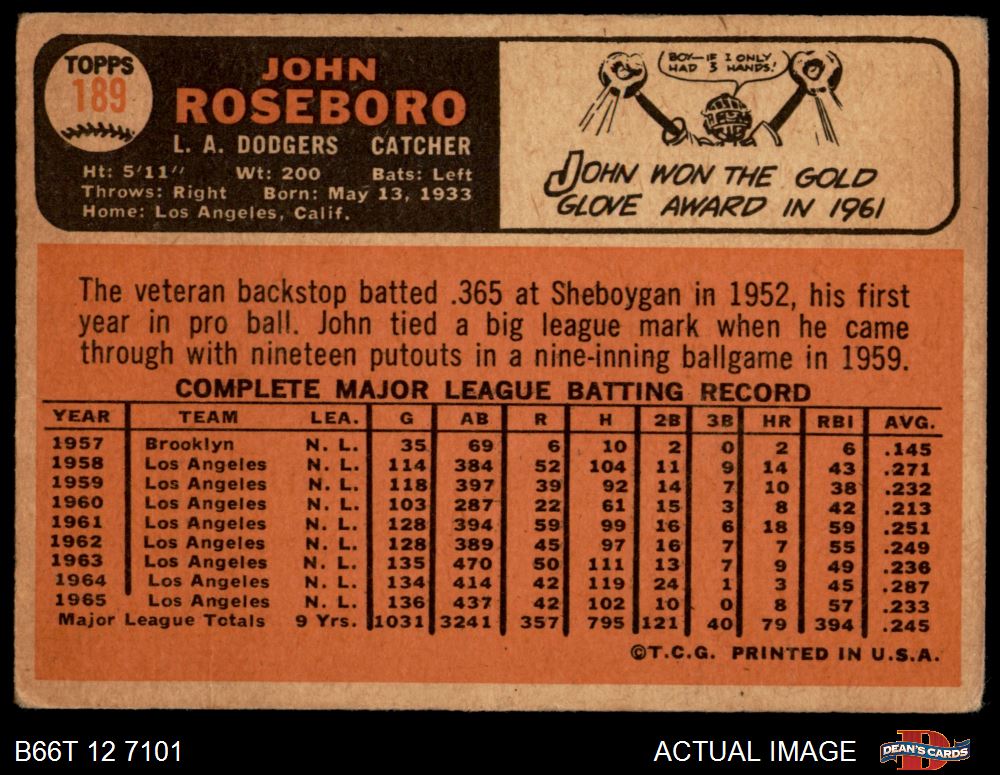 TOPPS
189
JOHN
ROSEBORO
L. A. DODGERS CATCHER
Ht: 5'11" Wt: 200 Bats: Left
Throws: Right Born: May 13, 1933
Home: Los Angeles, Calif.
BOY—IF I ONLY
HAD 3 HANDS!
JOHN WON THE GOLD
GLOVE AWARD IN 1961
The veteran backstop batted .365 at Sheboygan in 1952, his first
year in pro ball. John tied a big league mark when he came
through with nineteen putouts in a nine-inning ballgame in 1959.
COMPLETE MAJOR LEAGUE BATTING RECORD
YEAR TEAM LEA. G AB R H 2B 3B HR RBI AVG.
1957 Brooklyn N. L. 35 69 6 10 2 0 2 6 .145
1958 Los Angeles N. L. 114 384 52 104 11 9 14 43 .271
1959 Los Angeles N. L. 118 397 39 92 14 7 10 38 .232
1960 Los Angeles N. L. 103 287 22 61 15 3 8 42 .213
1961 Los Angeles N. L. 128 394 59 99 16 6 18 59 .251
1962 Los Angeles N. L. 128 389 45 97 16 7 7 55 .249
1963 Los Angeles N. L. 135 470 50 111 13 7 9 49 .236
1964 Los Angeles N. L. 134 414 42 119 24 1 3 45 .287
1965 Los Angeles N. L. 136 437 42 102 10 0 8 57 .233
Major League Totals 9 Yrs. 1031 3241 357 795 121 40 79 394 .245
©T.C.G. PRINTED IN U.S.A.
B66T 12 7101
ACTUAL IMAGE
D
DEAN'S CARDS